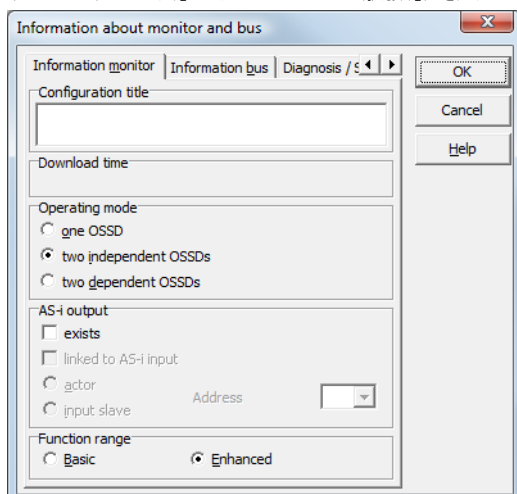 Information about monitor and bus
Information monitor
Information bus
Diagnosis / S
OK
Cancel
Help
Configuration title
Download time
Operating mode
one OSSD
two independent OSSDs
two dependent OSSDs
AS-i output
exists
linked to AS-i input
actor
Address
input slave
Function range
Basic
Enhanced